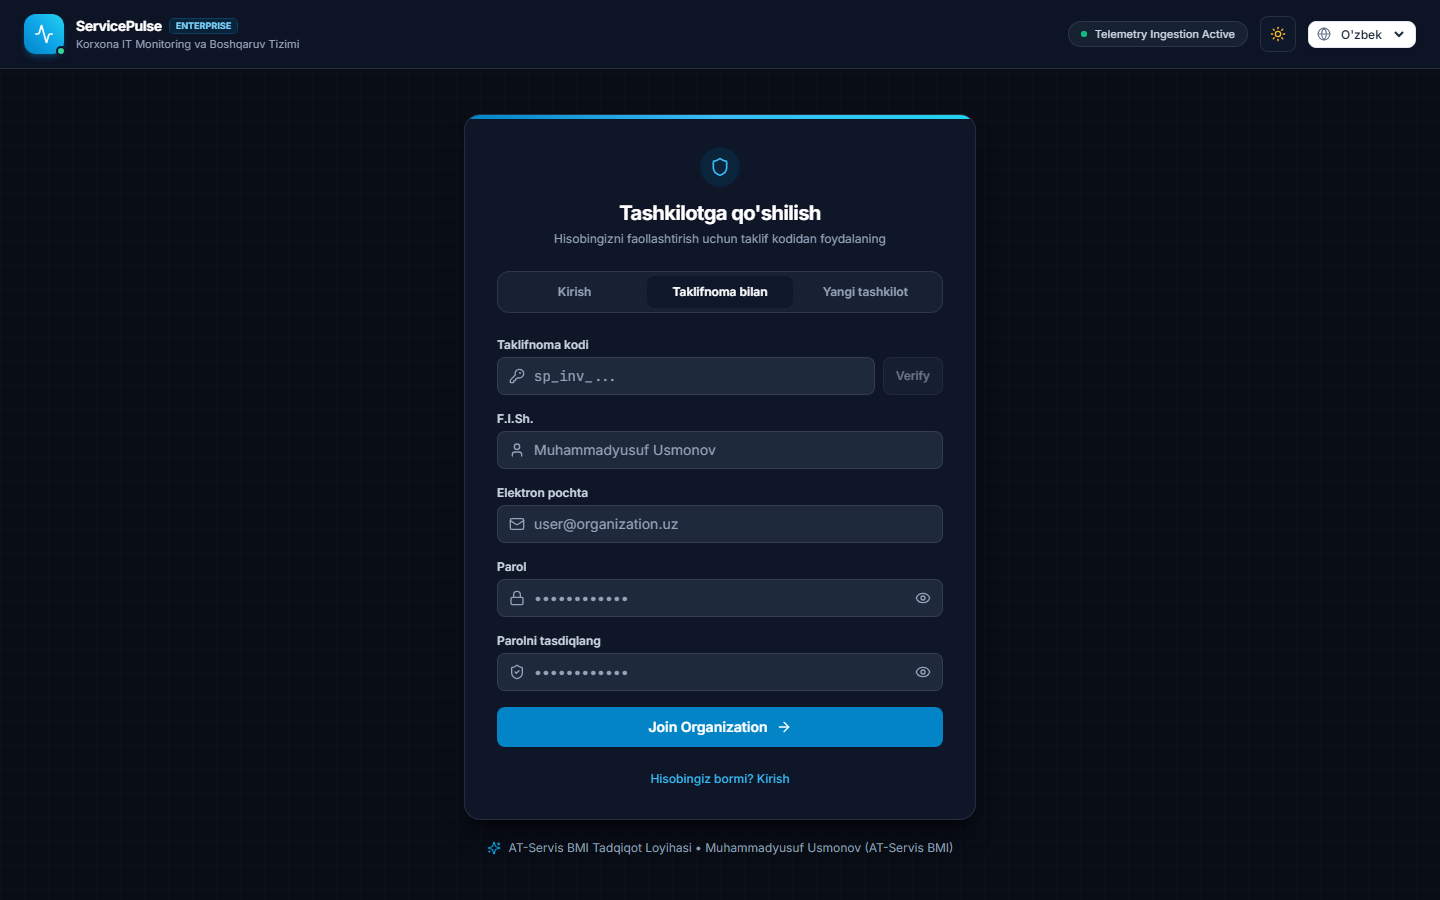 ServicePulse ENTERPRISE
Korxona IT Monitoring va Boshqaruv Tizimi
Telemetry Ingestion Active
O'zbek
Tashkilotga qo'shilish
Hisobingizni faollashtirish uchun taklif kodidan foydalaning
Kirish Taklifnoma bilan Yangi tashkilot
Taklifnoma kodi
sp_inv_... Verify
F.I.Sh.
Muhammadyusuf Usmonov
Elektron pochta
user@organization.uz
Parol
••••••••••••
Parolni tasdiqlang
••••••••••••
Join Organization →
Hisobingiz bormi? Kirish
AT-Servis BMI Tadqiqot Loyihasi • Muhammadyusuf Usmonov (AT-Servis BMI)